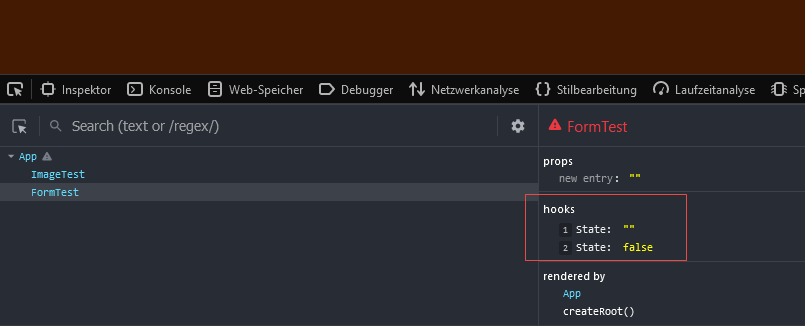 Inspektor Konsole Web-Speicher Debugger Netzwerkanalyse Stilbearbeitung Laufzeitanalyse Sp
Search (text or /regex/)
FormTest
App
ImageTest
FormTest
props
new entry: ""
hooks
1 State: ""
2 State: false
rendered by
App
createRoot()